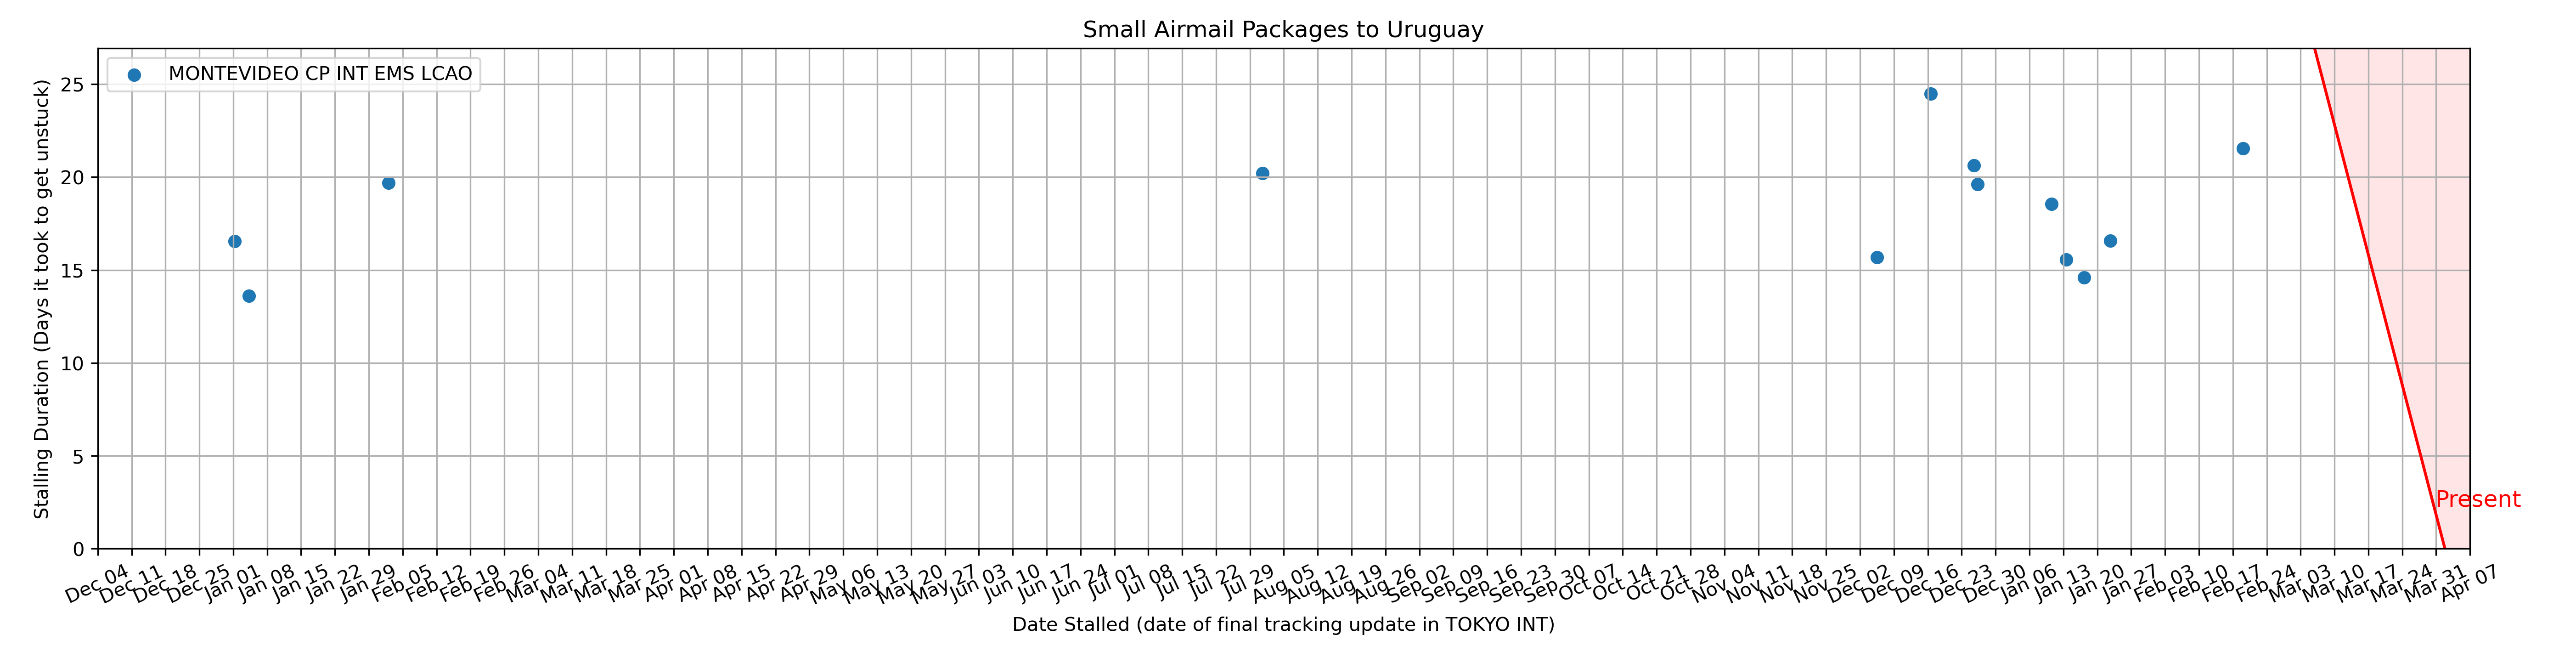 Small Airmail Packages to Uruguay
MONTEVIDEO CP INT EMS LCAO
Stalling Duration (Days it took to get unstuck)
25
20
15
10
5
0
Present
Dec 04
Dec 11
Dec 18
Dec 25
Jan 01
Jan 08
Jan 15
Jan 22
Jan 29
Feb 05
Feb 12
Feb 19
Feb 26
Mar 04
Mar 11
Mar 18
Mar 25
Apr 01
Apr 08
Apr 15
Apr 22
Apr 29
May 06
May 13
May 20
May 27
Jun 03
Jun 10
Jun 17
Jun 24
Jul 01
Jul 08
Jul 15
Jul 22
Jul 29
Aug 05
Aug 12
Aug 19
Aug 26
Sep 02
Sep 09
Sep 16
Sep 23
Sep 30
Oct 07
Oct 14
Oct 21
Oct 28
Nov 04
Nov 11
Nov 18
Nov 25
Dec 02
Dec 09
Dec 16
Dec 23
Dec 30
Jan 06
Jan 13
Jan 20
Jan 27
Feb 03
Feb 10
Feb 17
Feb 24
Mar 03
Mar 10
Mar 17
Mar 24
Mar 31
Apr 07
Date Stalled (date of final tracking update in TOKYO INT)